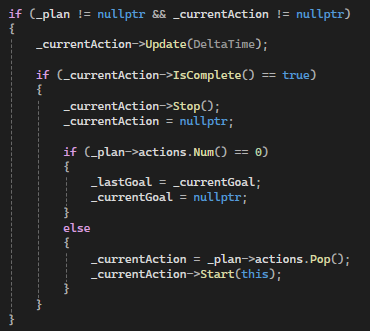 if (_plan != nullptr && _currentAction != nullptr)
{
    _currentAction->Update(DeltaTime);

    if (_currentAction->IsComplete() == true)
    {
        _currentAction->Stop();
        _currentAction = nullptr;

        if (_plan->actions.Num() == 0)
        {
            _lastGoal = _currentGoal;
            _currentGoal = nullptr;
        }
        else
        {
            _currentAction = _plan->actions.Pop();
            _currentAction->Start(this);
        }
    }
}